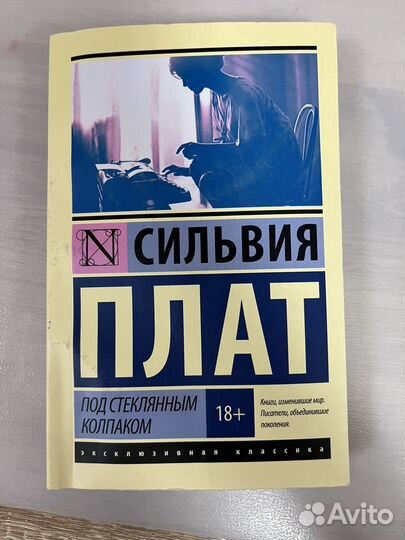 N СИЛЬВИЯ
ПЛАТ
ПОД СТЕКЛЯННЫМ
КОЛПАКОМ
18+
Книги, изменившие мир.
Писатели, объединившие
поколения.
эксклюзивная классика
Avito